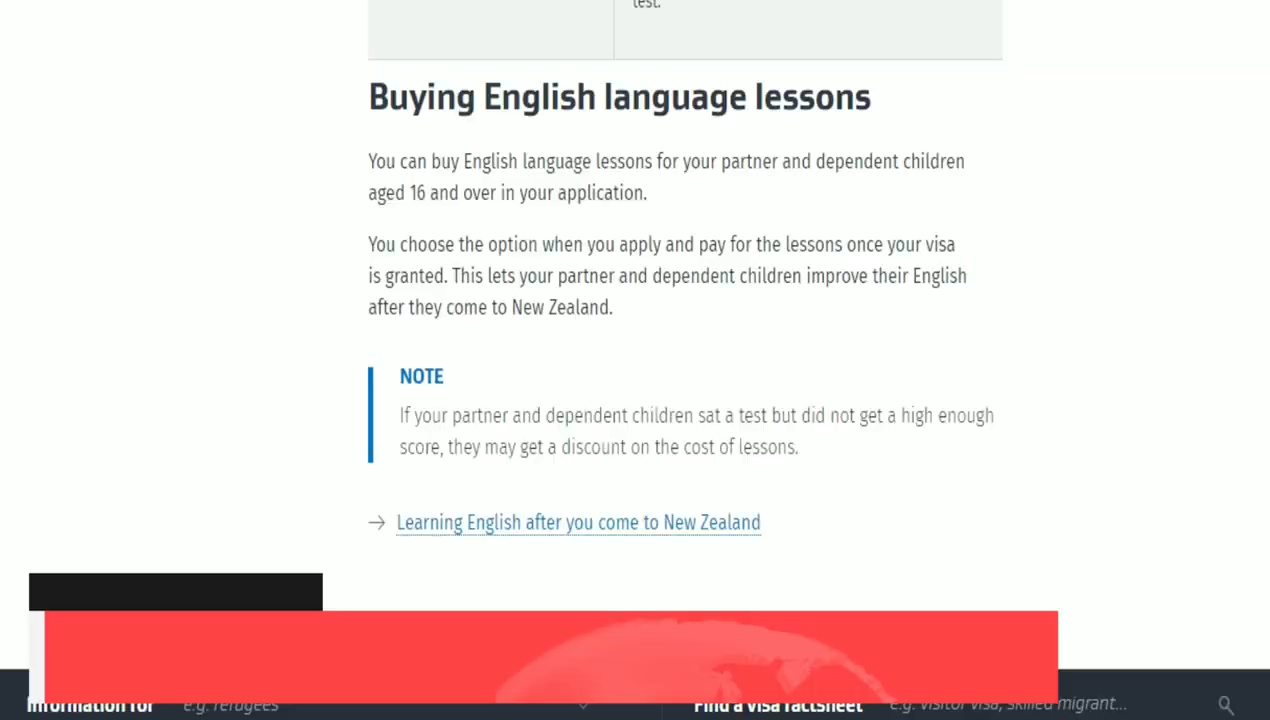 test.
Buying English language lessons
You can buy English language lessons for your partner and dependent children
aged 16 and over in your application.
You choose the option when you apply and pay for the lessons once your visa
is granted. This lets your partner and dependent children improve their English
after they come to New Zealand.
NOTE
If your partner and dependent children sat a test but did not get a high enough
score, they may get a discount on the cost of lessons.
→ Learning English after you come to New Zealand
Information for e.g. refugees Find a visa factsheet e.g. visitor visa, skilled migrant...